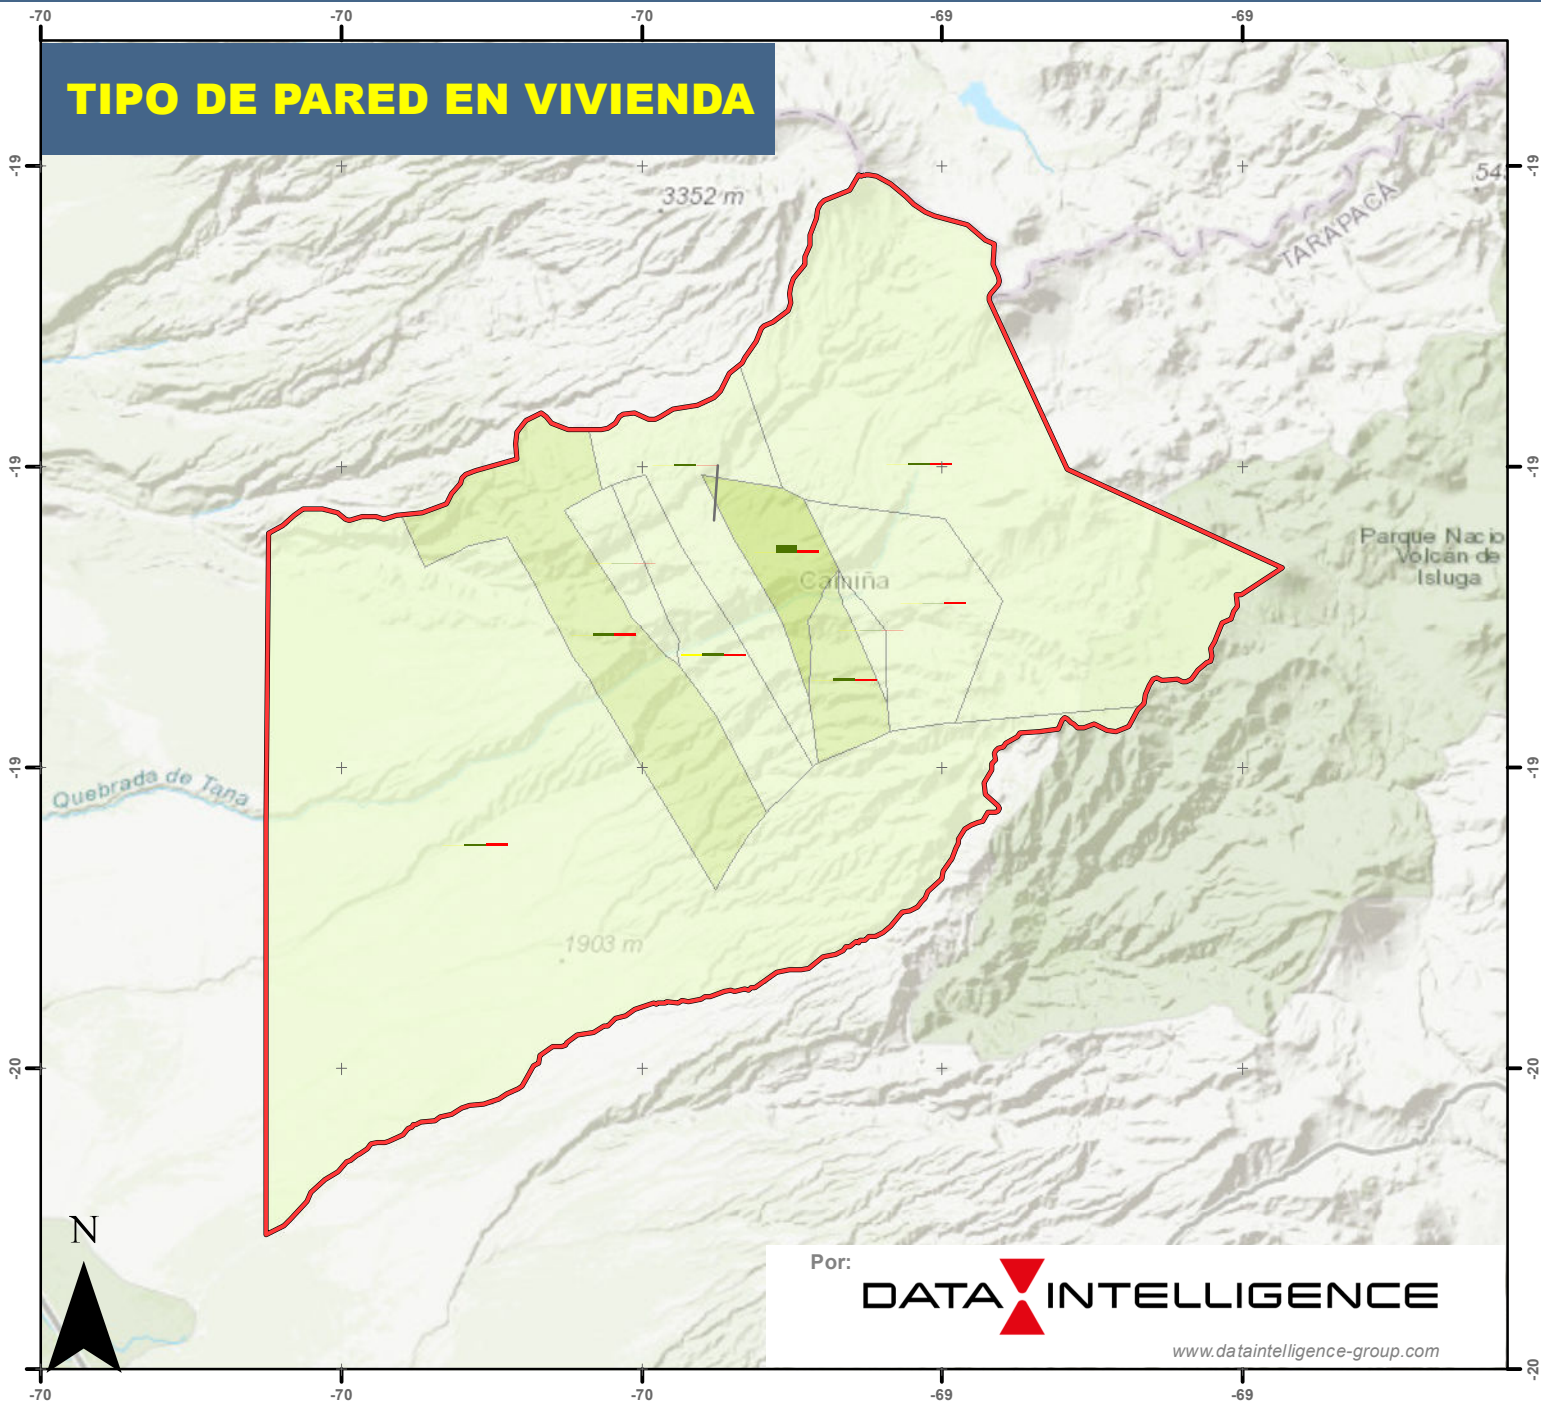 -70 -70 -70 -69 -69
TIPO DE PARED EN VIVIENDA
-19 -19
3352 m
TARAPACÁ
-19 -19
Parque Nacio
Volcán de
Isluga
Camiña
-19 -19
Quebrada de Tana
1903 m
-20 -20
N
Por:
DATA INTELLIGENCE
www.dataintelligence-group.com
-20
-70 -70 -70 -69 -69